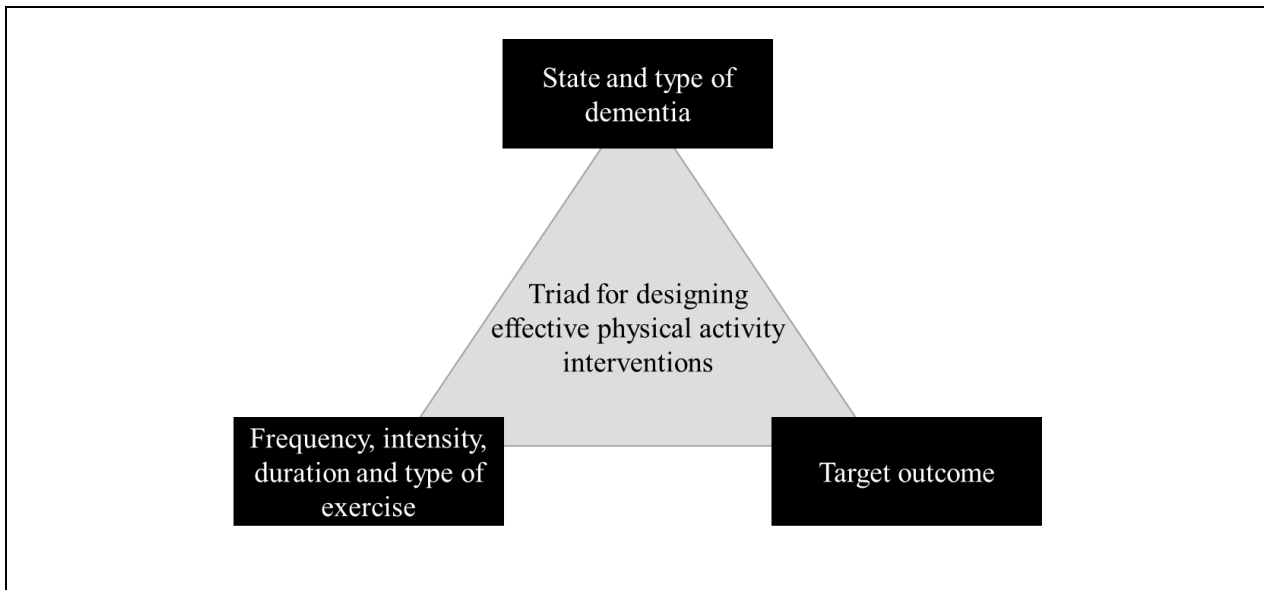 State and type of
dementia
Triad for designing
effective physical activity
interventions
Frequency, intensity,
duration and type of
exercise
Target outcome